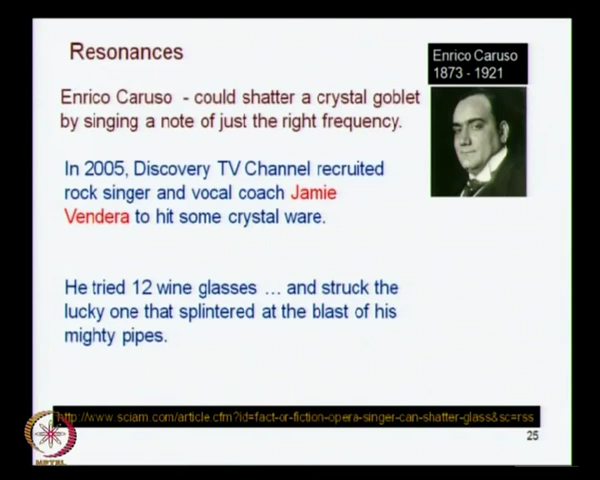 Resonances
Enrico Caruso
1873 - 1921
Enrico Caruso - could shatter a crystal goblet
by singing a note of just the right frequency.
In 2005, Discovery TV Channel recruited
rock singer and vocal coach Jamie
Vendera to hit some crystal ware.
He tried 12 wine glasses ... and struck the
lucky one that splintered at the blast of his
mighty pipes.
http://www.sciam.com/article.cfm?id=fact-or-fiction-opera-singer-can-shatter-glass&sc=rss
25
NPTEL